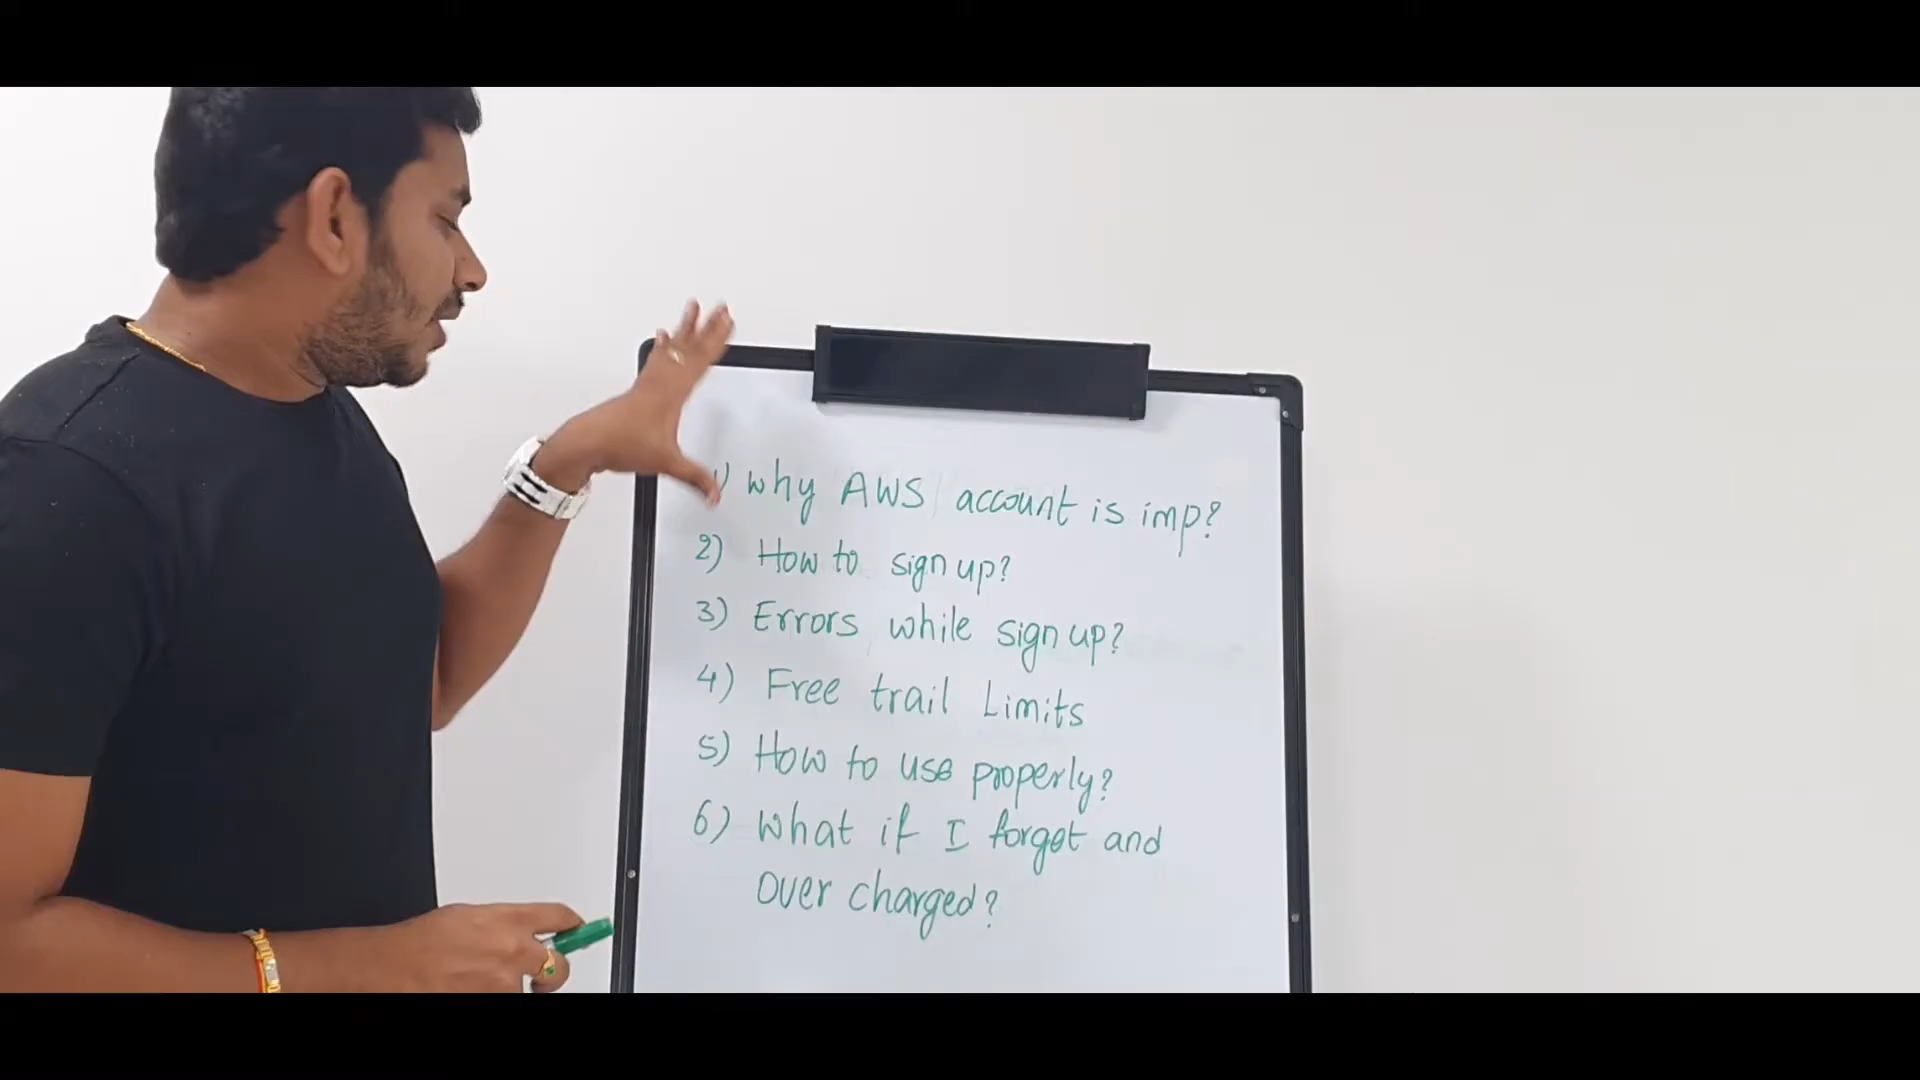 1) why AWS account is imp?
2) How to sign up?
3) Errors while sign up?
4) Free trail Limits
5) How to use properly?
6) What if I forget and
over charged?